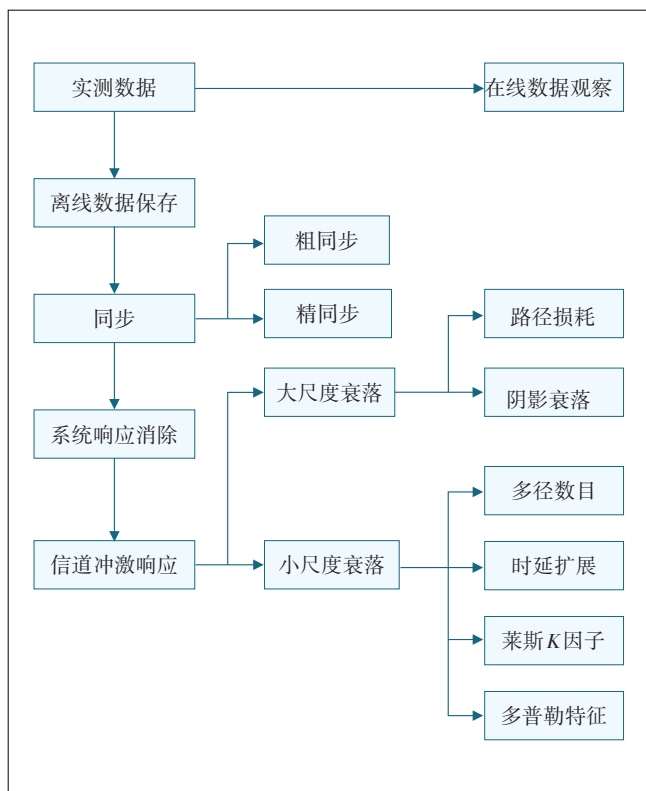 实测数据
在线数据观察
离线数据保存
粗同步
同步
精同步
路径损耗
大尺度衰落
阴影衰落
系统响应消除
多径数目
信道冲激响应
小尺度衰落
时延扩展
莱斯K因子
多普勒特征